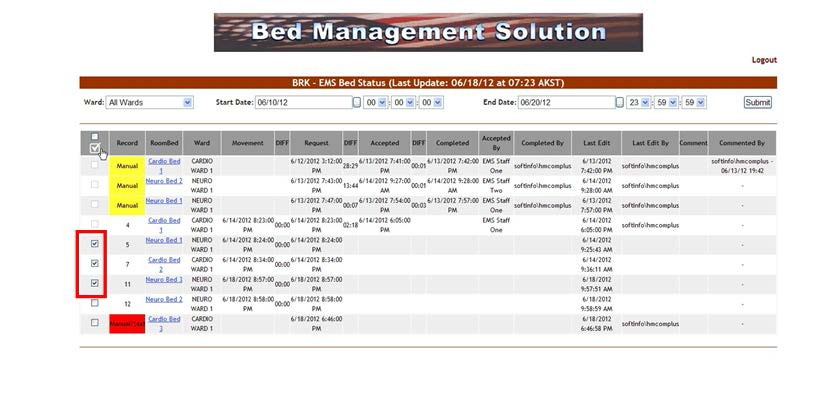 Bed Management Solution
Logout
BRK - EMS Bed Status (Last Update: 06/18/12 at 07:23 AKST)
Ward: All Wards Start Date: 06/10/12 ... 00 : 00 : 00 End Date: 06/20/12 ... 23 : 59 : 59 Submit
Record RoomBed Ward Movement DIFF Request DIFF Accepted DIFF Completed Accepted By Completed By Last Edit Last Edit By Comment Commented By
Manual Cardio Bed 1 CARDIO WARD 1 6/12/2012 3:12:00 PM 28:29 6/13/2012 7:41:00 PM 00:01 6/13/2012 7:42:00 PM EMS Staff One softinfo\hmcomplus 6/13/2012 7:42:00 PM softinfo\hmcomplus softinfo\hmcomplus - 06/13/12 19:42
Manual Neuro Bed 2 NEURO WARD 1 6/13/2012 7:43:00 PM 13:44 6/14/2012 9:27:00 AM 00:01 6/14/2012 9:28:00 AM EMS Staff Two softinfo\hmcomplus 6/14/2012 9:28:00 AM softinfo\hmcomplus -
Manual Neuro Bed 1 NEURO WARD 1 6/13/2012 7:47:00 PM 00:07 6/13/2012 7:54:00 PM 00:03 6/13/2012 7:57:00 PM EMS Staff One softinfo\hmcomplus 6/13/2012 7:57:00 PM softinfo\hmcomplus -
4 Cardio Bed 1 CARDIO WARD 1 6/14/2012 8:23:00 PM 00:00 6/14/2012 8:23:00 PM 02:18 6/14/2012 6:05:00 PM EMS Staff One 6/14/2012 6:05:00 PM softinfo\hmcomplus -
5 Neuro Bed 1 NEURO WARD 1 6/14/2012 8:24:00 PM 00:00 6/14/2012 8:24:00 PM 6/14/2012 9:25:43 AM -
7 Cardio Bed 2 CARDIO WARD 1 6/14/2012 8:34:00 PM 00:00 6/14/2012 8:34:00 PM 6/14/2012 9:36:11 AM -
11 Neuro Bed 3 NEURO WARD 1 6/18/2012 8:57:00 PM 00:00 6/18/2012 8:57:00 PM 6/18/2012 9:57:51 AM -
12 Neuro Bed 2 NEURO WARD 1 6/18/2012 8:58:00 PM 00:00 6/18/2012 8:58:00 PM 6/18/2012 9:58:59 AM -
Cardio Bed 3 CARDIO WARD 1 6/18/2012 6:46:00 PM 6/18/2012 6:46:58 PM softinfo\hmcomplus -